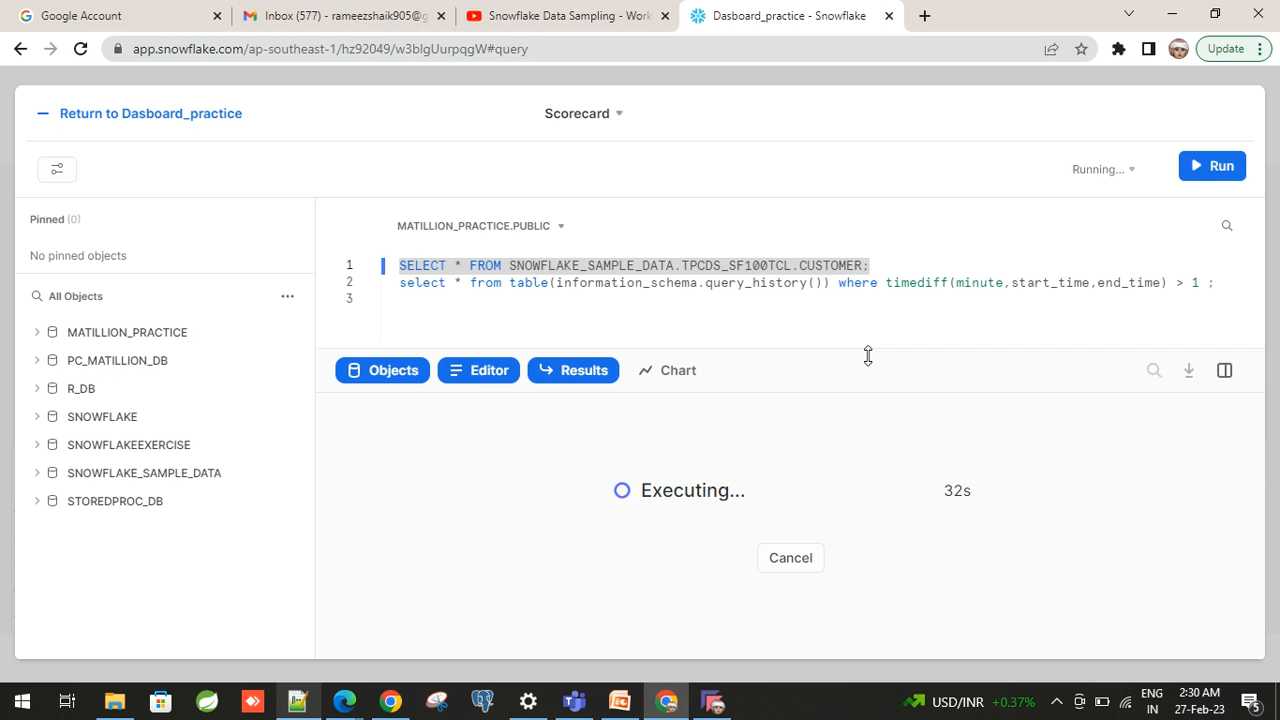 Google Account
Inbox (577) - rameezshaik905@g
Snowflake Data Sampling - Work
Dasboard_practice - Snowflake
app.snowflake.com/ap-southeast-1/hz92049/w3bIgUurpqgW#query
Update
Return to Dasboard_practice
Scorecard
Running...
Run
Pinned (0)
No pinned objects
All Objects
MATILLION_PRACTICE
PC_MATILLION_DB
R_DB
SNOWFLAKE
SNOWFLAKEEXERCISE
SNOWFLAKE_SAMPLE_DATA
STOREDPROC_DB
MATILLION_PRACTICE.PUBLIC
1 SELECT * FROM SNOWFLAKE_SAMPLE_DATA.TPCDS_SF100TCL.CUSTOMER;
2 select * from table(information_schema.query_history()) where timediff(minute,start_time,end_time) > 1 ;
3
Objects
Editor
Results
Chart
Executing...
32s
Cancel
USD/INR +0.37%
ENG
IN
2:30 AM
27-Feb-23
5